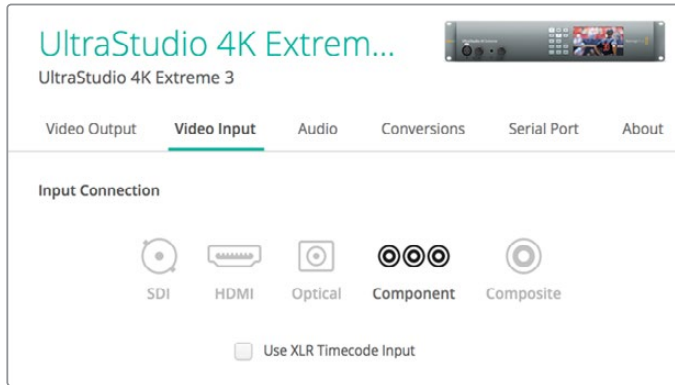 UltraStudio 4K Extrem...
UltraStudio 4K Extreme 3
Video Output Video Input Audio Conversions Serial Port About
Input Connection
SDI HDMI Optical Component Composite
Use XLR Timecode Input